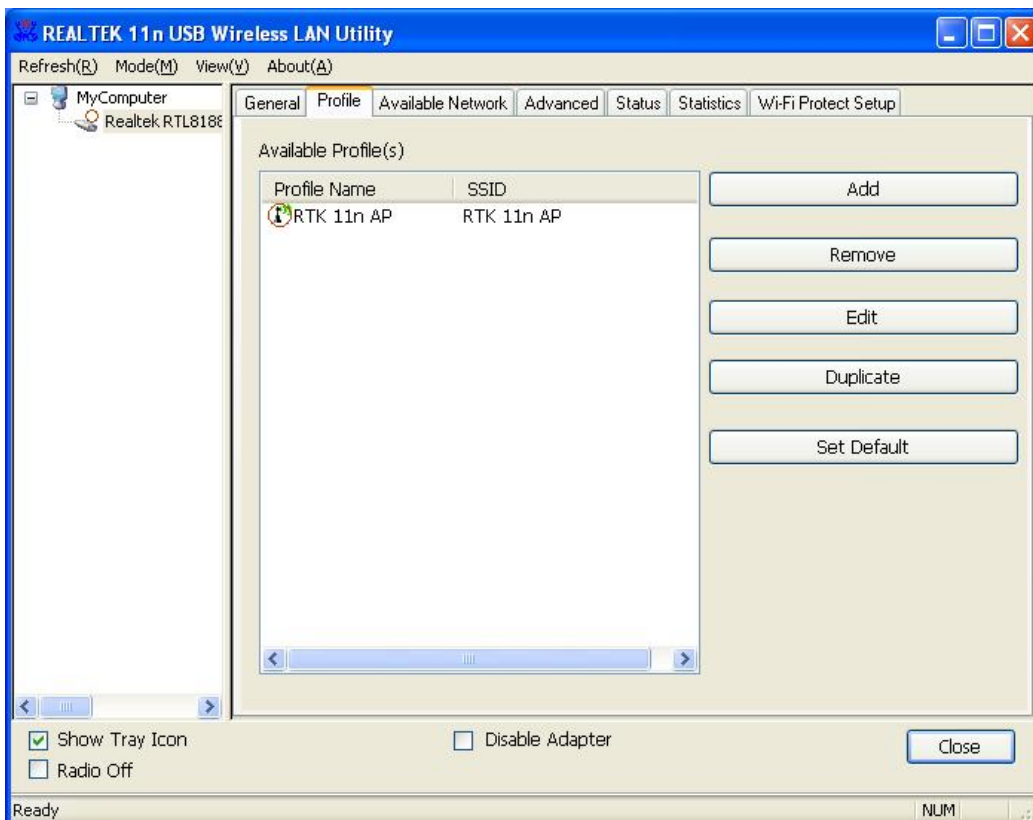 REALTEK 11n USB Wireless LAN Utility
Refresh(R) Mode(M) View(V) About(A)
MyComputer
Realtek RTL8188
General Profile Available Network Advanced Status Statistics Wi-Fi Protect Setup
Available Profile(s)
Profile Name SSID
RTK 11n AP RTK 11n AP
Add
Remove
Edit
Duplicate
Set Default
Show Tray Icon
Radio Off
Disable Adapter
Close
Ready
NUM